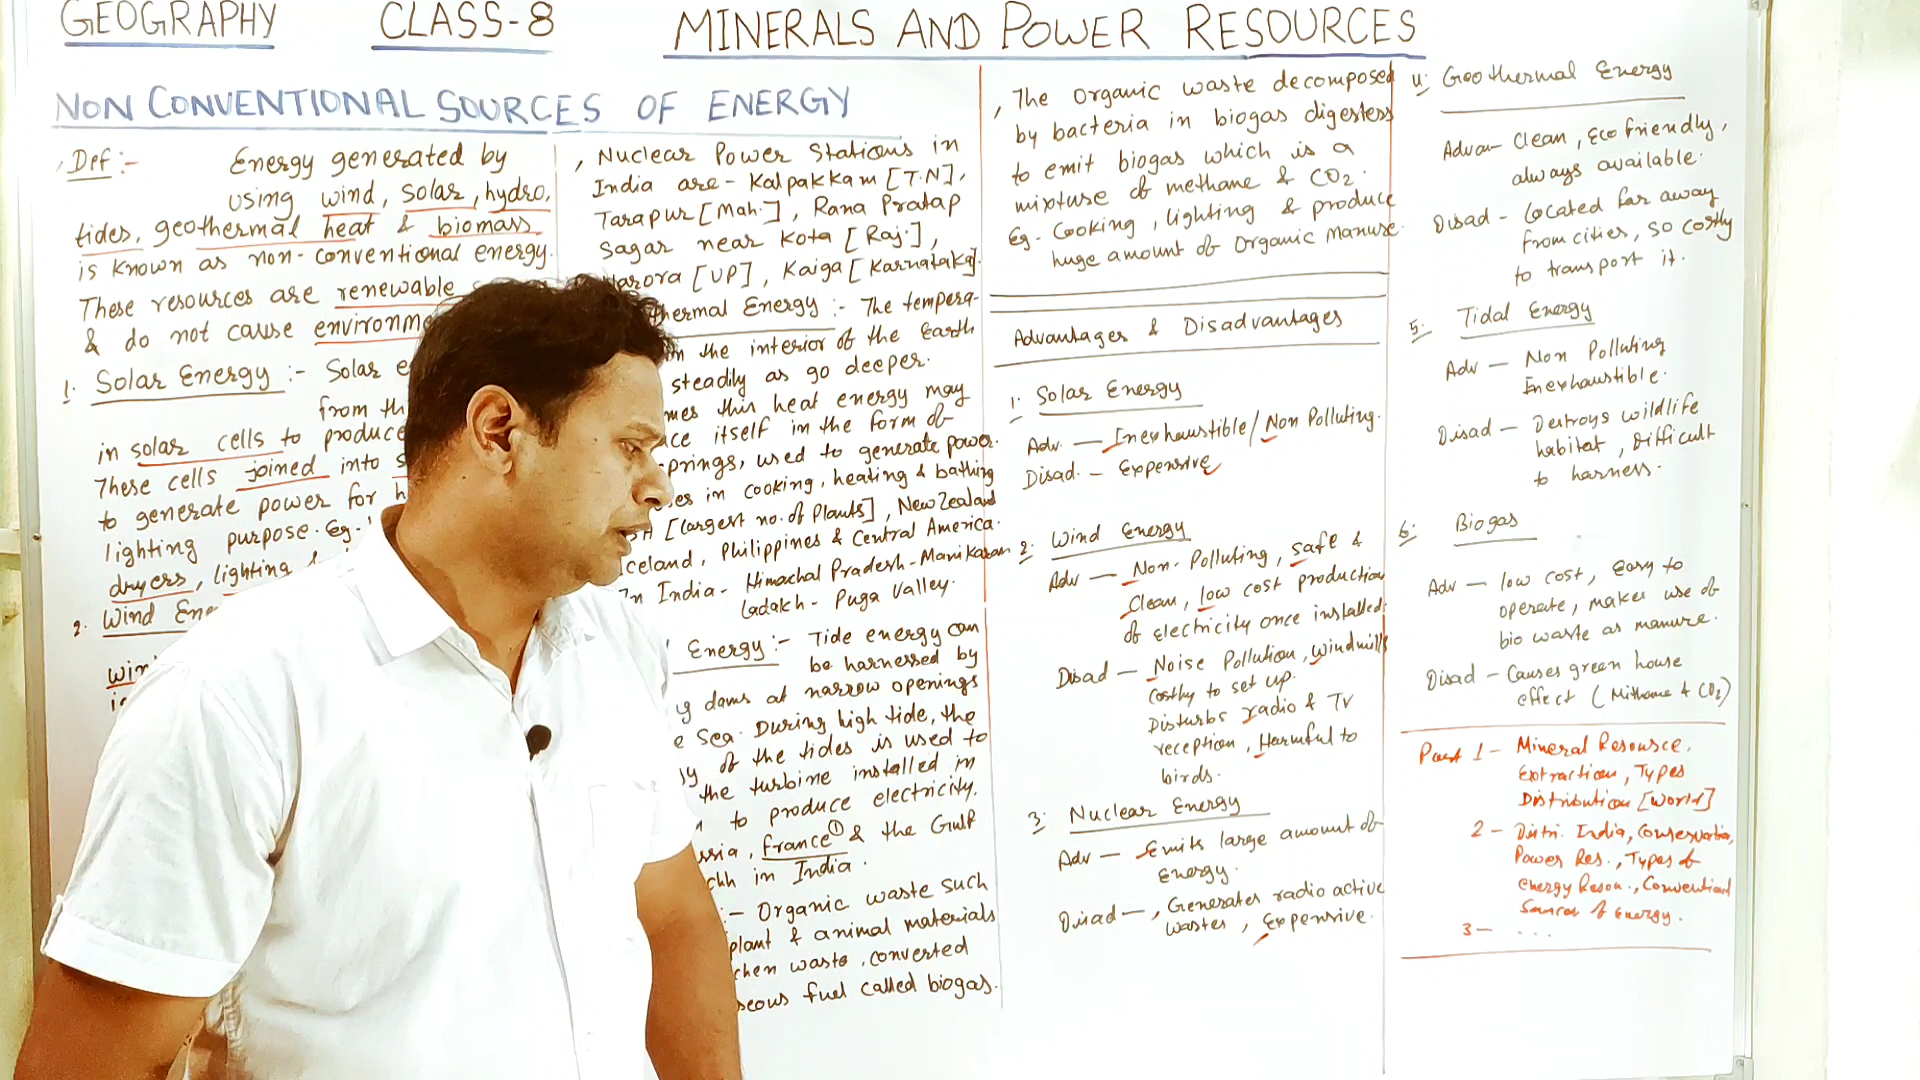 GEOGRAPHY CLASS-8 MINERALS AND POWER RESOURCES
NON CONVENTIONAL SOURCES OF ENERGY
Def :- Energy generated by
using wind, solar, hydro,
tides, geothermal heat & biomass
is known as non-conventional energy.
These resources are renewable
& do not cause
1. Solar Energy :- Solar
from
in solar cells to produce
These cells joined into
to generate power for
lighting purpose. Eg-
dryers, lighting
2. Wind
Nuclear Power Stations in
India are - Kalpakkam [T.N],
Tarapur [Mah.], Rana Pratap
Sagar near Kota [Raj.],
[UP], Kaiga [Karnataka].
Energy :- The tempera-
the interior of the Earth
steadily as go deeper.
this heat energy may
itself in the form of
used to generate power.
in cooking, heating & bathing
[largest no. of Plants], New Zealand
Philippines & Central America.
India - Himachal Pradesh - Manikaran
Ladakh - Puga Valley.
Energy :- Tide energy can
be harnessed by
dams at narrow openings
Sea. During high tide, the
of the tides is used to
the turbine installed in
to produce electricity.
france ① & the Gulf
in India.
- Organic waste such
plant & animal materials
waste, converted
fuel called biogas.
, The organic waste decomposed
by bacteria in biogas digesters
to emit biogas which is a
mixture of methane & CO2.
Eg- Cooking, lighting & produce
huge amount of organic manure.
Advantages & Disadvantages
1. Solar Energy
Adv. — Inexhaustible/Non Polluting.
Disad. - Expensive
2. Wind Energy
Adv — Non-Polluting, safe &
Clean, low cost production
of electricity once installed.
Disad — Noise Pollution, windmills
costly to set up.
Disturbs radio & TV
reception, Harmful to
birds.
3. Nuclear Energy
Adv — Emits large amount of
energy.
Disad —, Generates radio active
wastes, Expensive.
4. Geothermal Energy
Advan- Clean, Eco friendly,
always available.
Disad - Located far away
from cities, so costly
to transport it.
5. Tidal Energy
Adv — Non Polluting
Inexhaustible.
Disad — Destroys wildlife
habitat, Difficult
to harness.
6. Biogas
Adv — low cost, easy to
operate, makes use of
bio waste as manure.
Disad - Causes green house
effect (Mithane & CO2)
Part 1 - Mineral Resource,
Extraction, Types
Distribution [World]
2 - Distri. India, Conservation,
Power Res., Types of
energy Resou., Conventional
Sources of Energy.
3 — ...